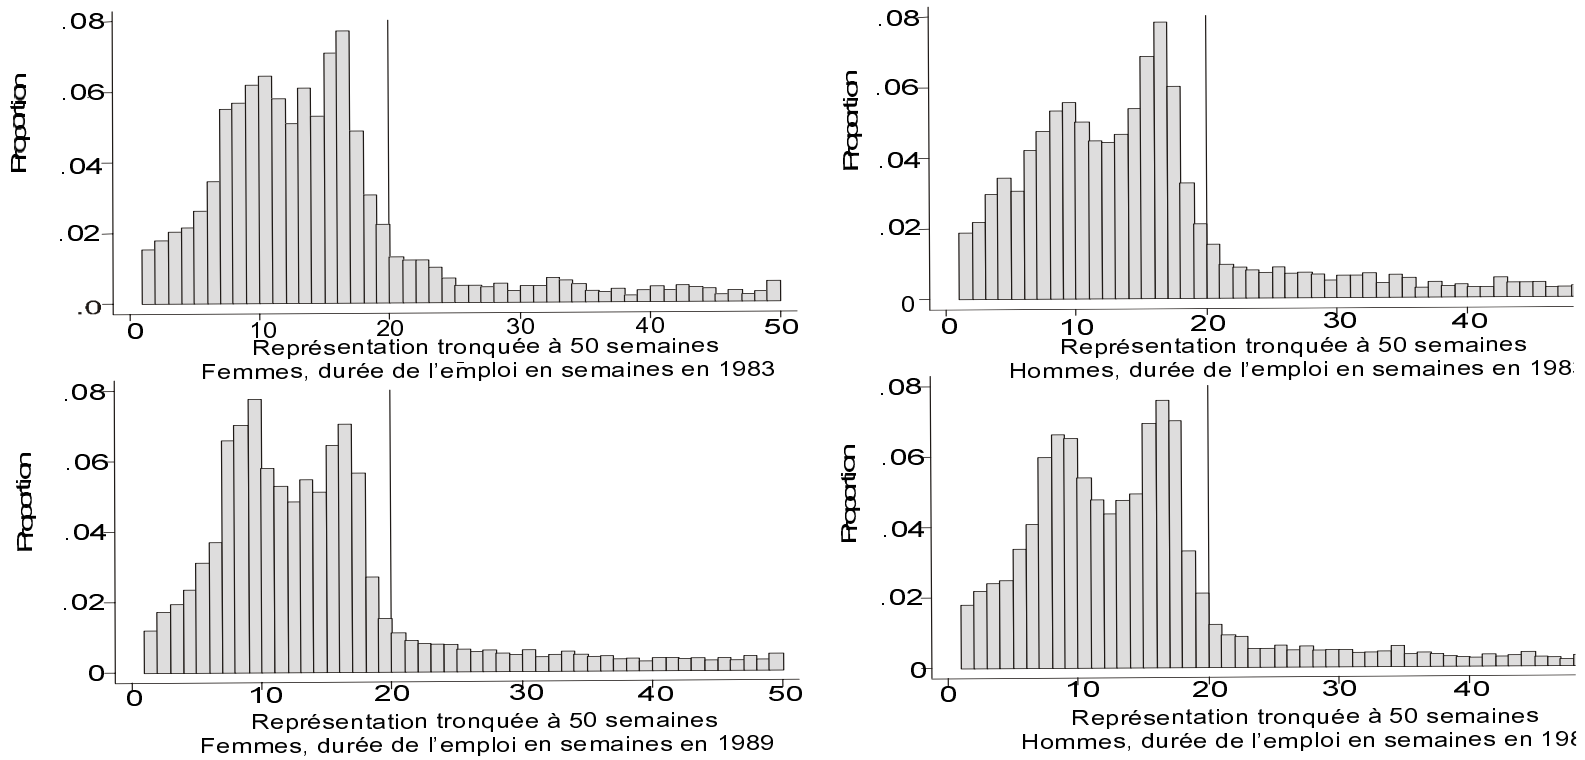 .08
.06
.04
.02
.0
Proportion
0 10 20 30 40 50
Représentation tronquée à 50 semaines
Femmes, durée de l'emploi en semaines en 1983
.08
.06
.04
.02
0
Proportion
0 10 20 30 40
Représentation tronquée à 50 semaines
Hommes, durée de l'emploi en semaines en 198
.08
.06
.04
.02
0
Proportion
0 10 20 30 40 50
Représentation tronquée à 50 semaines
Femmes, durée de l'emploi en semaines en 1989
.08
.06
.04
.02
0
Proportion
0 10 20 30 40
Représentation tronquée à 50 semaines
Hommes, durée de l'emploi en semaines en 198